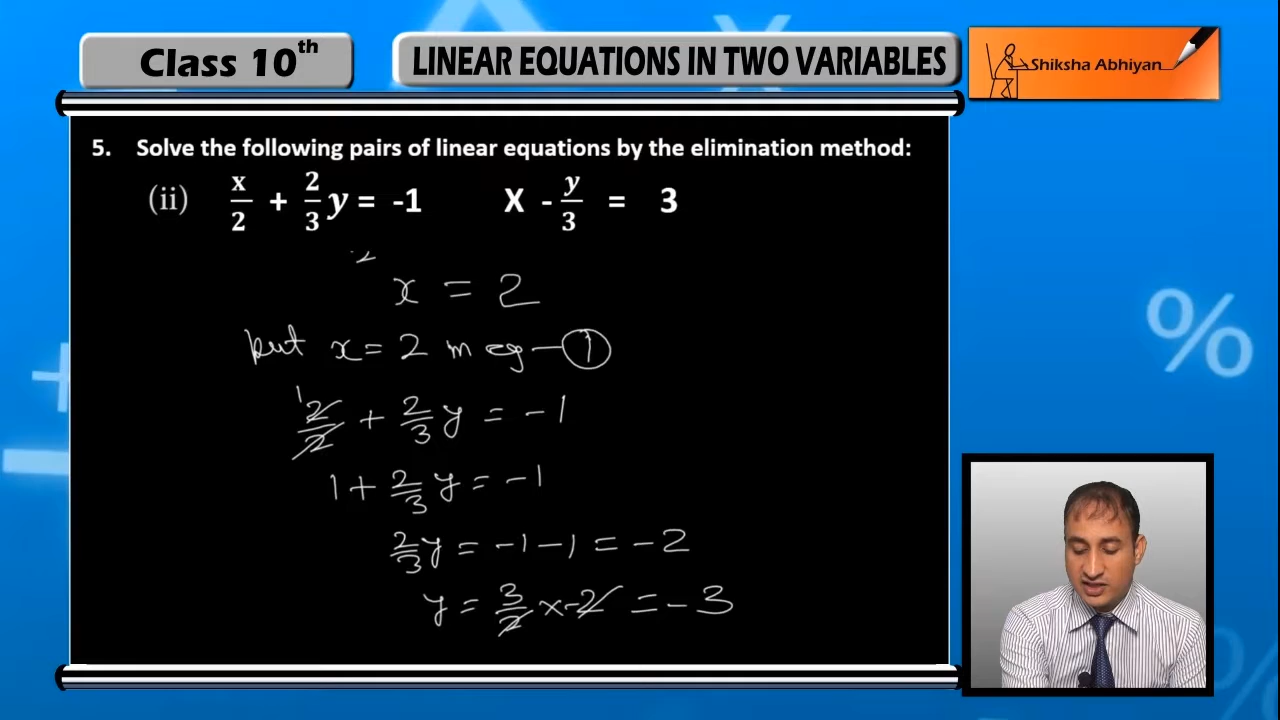 Class 10th
LINEAR EQUATIONS IN TWO VARIABLES
Shiksha Abhiyan
5. Solve the following pairs of linear equations by the elimination method:
(ii) x/2 + 2/3 y = -1 X - y/3 = 3
2
x = 2
put x = 2 in eq — 1
1 2/2 + 2/3 y = -1
1 + 2/3 y = -1
2/3 y = -1 -1 = -2
y = 3/2 x -2 = -3